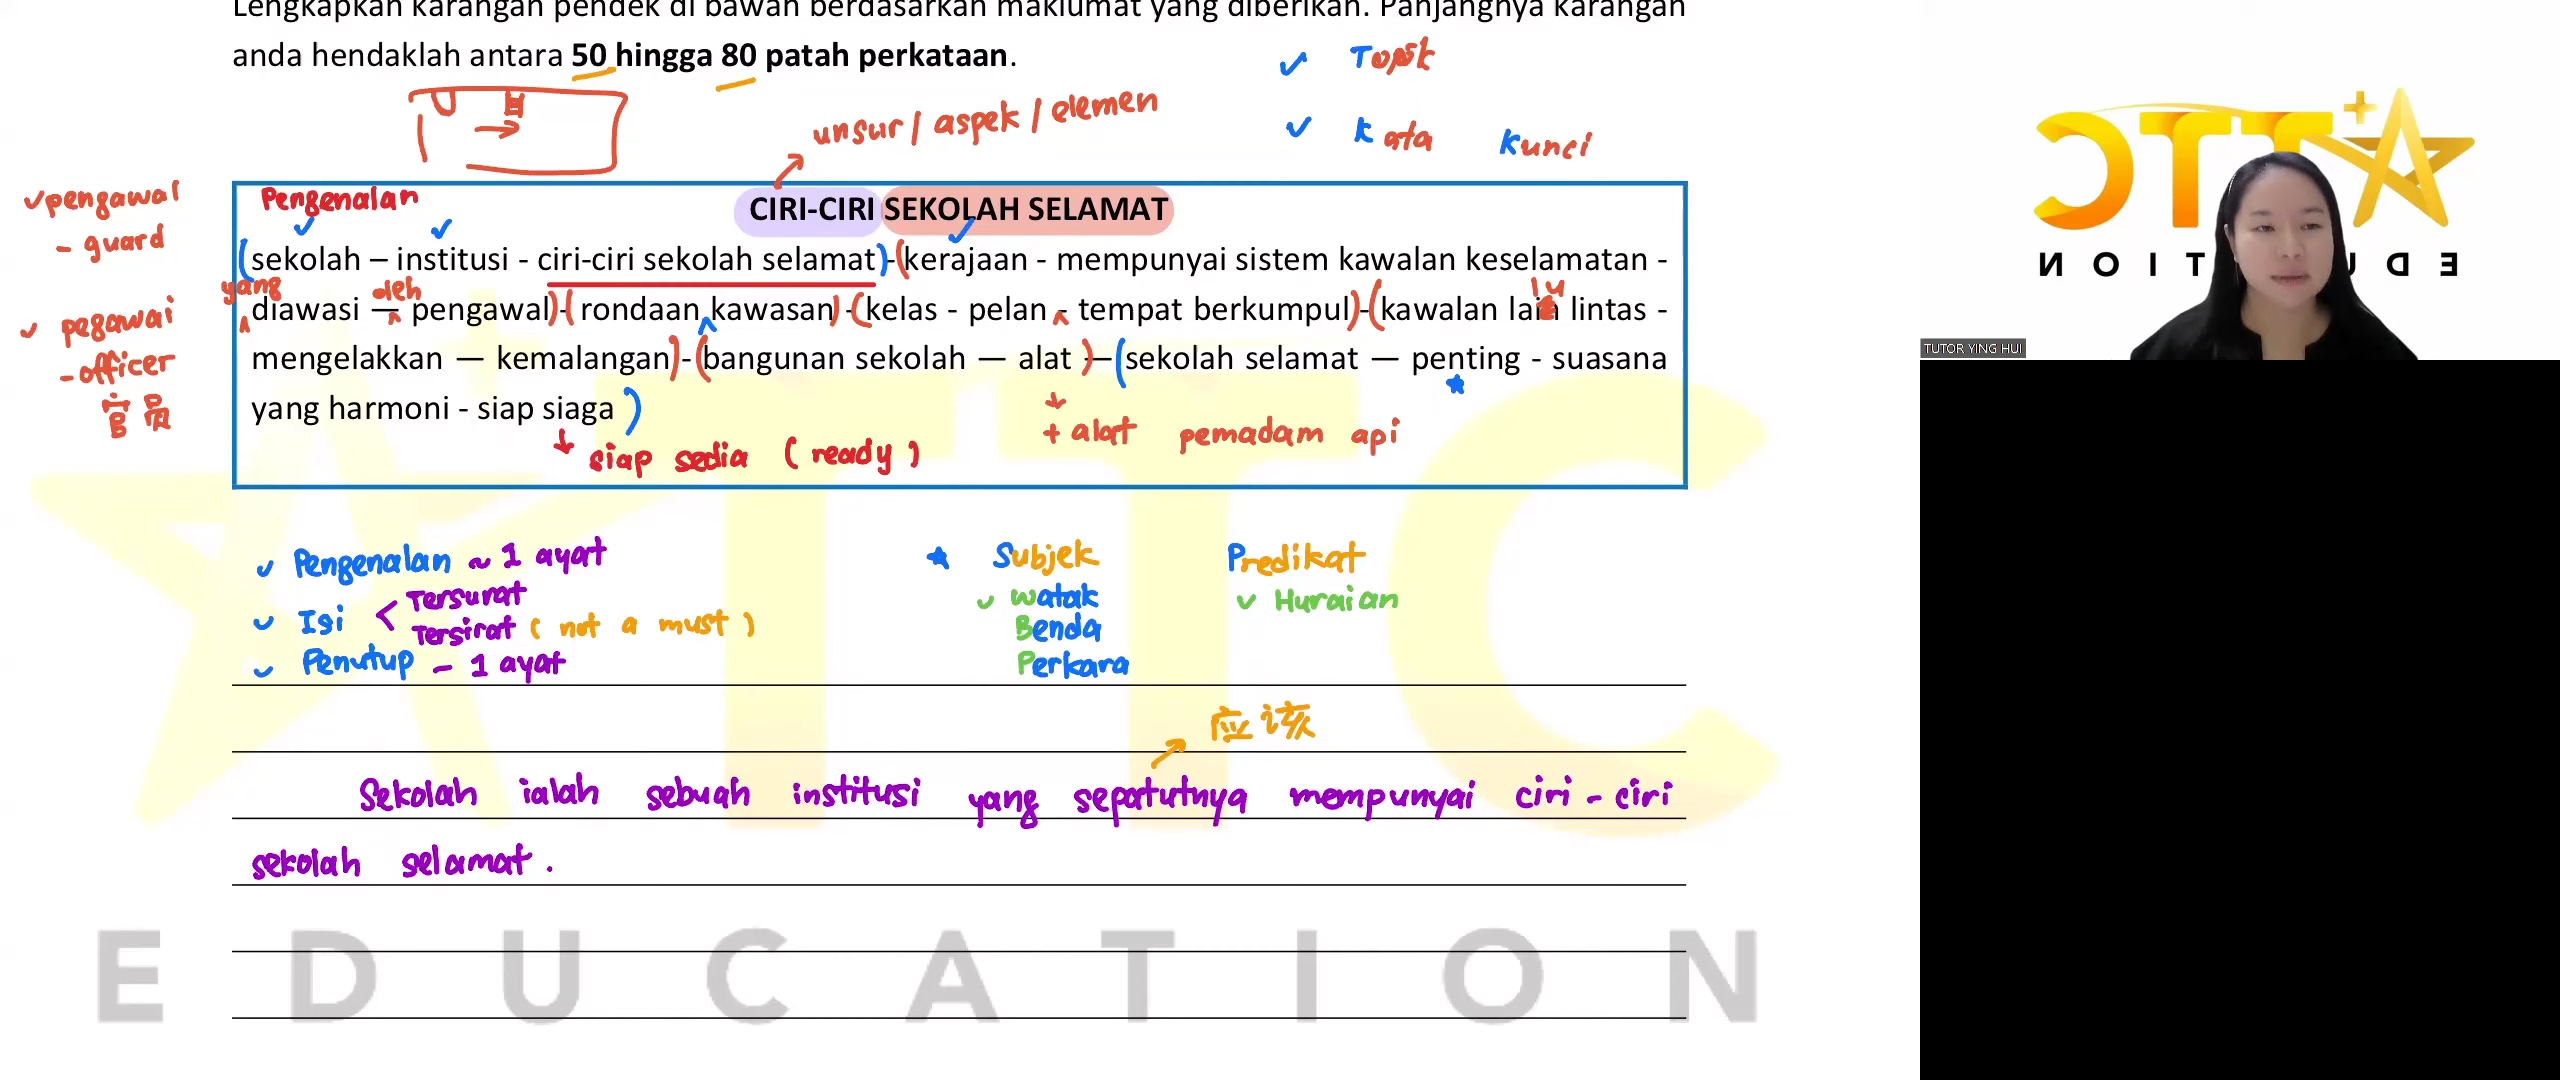 Lengkapkan karangan pendek di bawah berdasarkan maklumat yang diberikan. Panjangnya karangan
anda hendaklah antara 50 hingga 80 patah perkataan.
✓ Topik
✓ Kata Kunci
unsur / aspek / elemen
✓pengawal
- guard
✓ pegawai
- officer
官员
Pengenalan
CIRI-CIRI SEKOLAH SELAMAT
(sekolah – institusi - ciri-ciri sekolah selamat)-(kerajaan - mempunyai sistem kawalan keselamatan -
yang oleh lu
diawasi — pengawal)-( rondaan kawasan) -(kelas - pelan - tempat berkumpul)-(kawalan lain lintas -
mengelakkan — kemalangan)-(bangunan sekolah — alat )—(sekolah selamat — penting - suasana
yang harmoni - siap siaga )
+ alat pemadam api
siap sedia ( ready )
✓ Pengenalan ~ 1 ayat
✓ Isi < Tersurat
Tersirat ( not a must )
✓ Penutup - 1 ayat
★ Subjek Predikat
✓ Watak ✓ Huraian
Benda
Perkara
应该
Sekolah ialah sebuah institusi yang sepatutnya mempunyai ciri - ciri
sekolah selamat .
ATTC
EDUCATION
TTC+
EDUCATION
TUTOR YING HUI